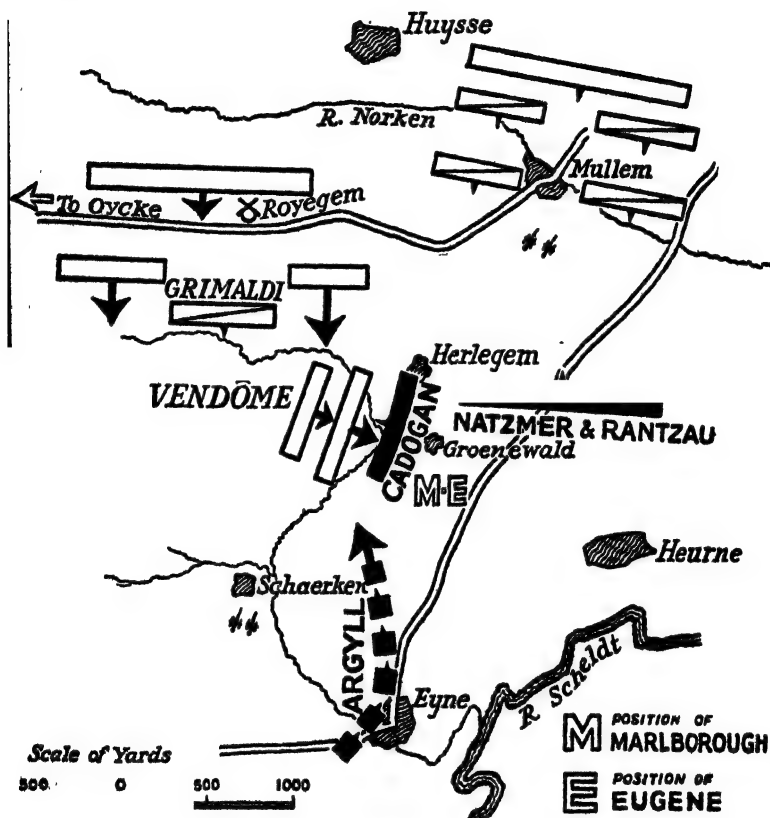 Huysse
R. Norken
Mullem
To Oycke
Royegem
GRIMALDI
Herlegem
VENDÔME
CADOGAN
NATZMER & RANTZAU
Groenewald
M·E
Heurne
Schaerken
ARGYLL
R Scheldt
Eyne
M POSITION OF
MARLBOROUGH
E POSITION OF
EUGENE
Scale of Yards
500. 0 500 1000